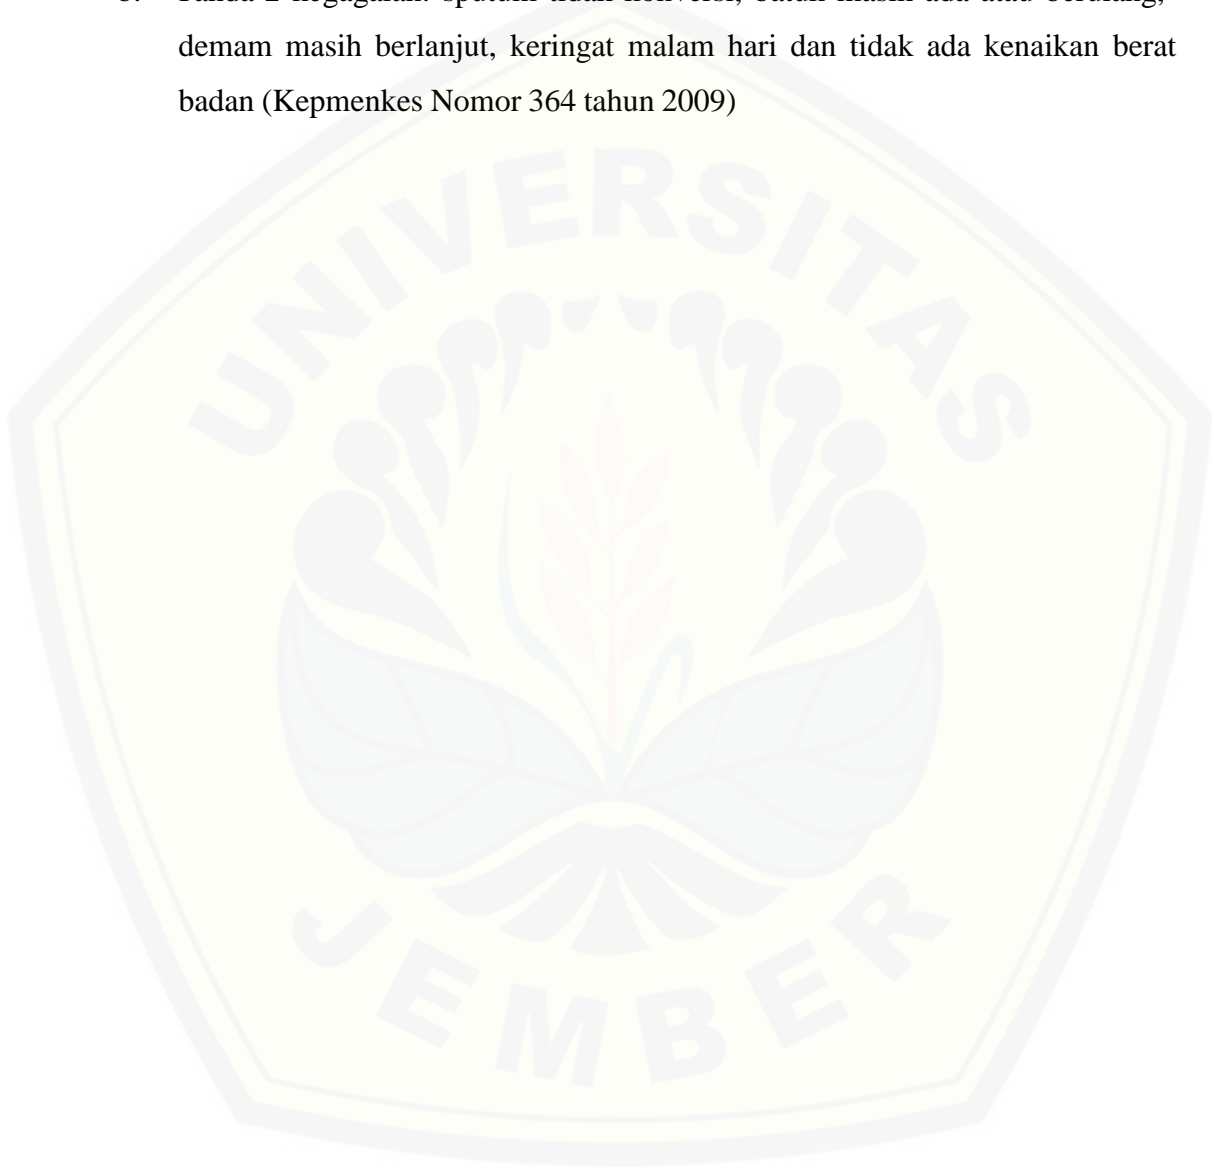 demam masih berlanjut, keringat malam hari dan tidak ada kenaikan berat
badan (Kepmenkes Nomor 364 tahun 2009)
UNIVERSITAS
JEMBER